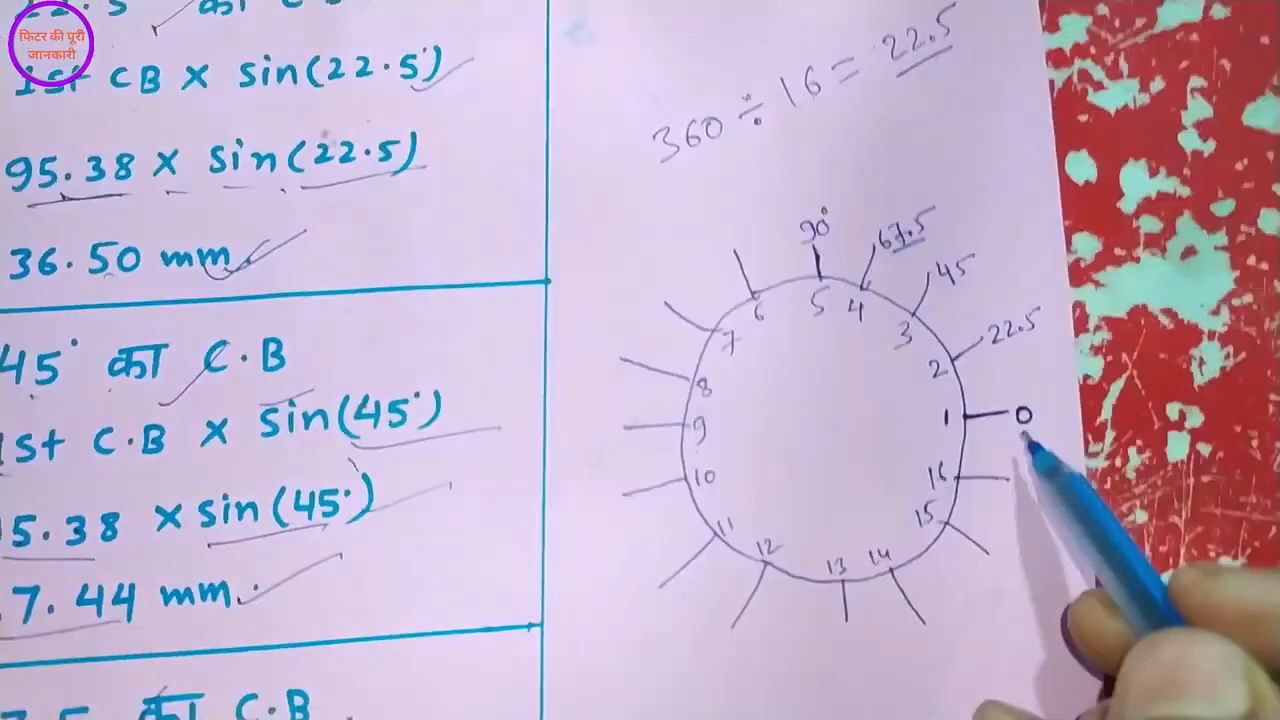 फिटर की पूरी
जानकारी
22.5 का C B
1st CB × sin(22.5°)
95.38 × sin(22.5)
36.50 mm
45° का C.B
1st C.B × sin(45°)
5.38 × sin(45°)
7.44 mm.
का C.B
360 ÷ 16 = 22.5
90°
67.5
45
22.5
0
1
2
3
4
5
6
7
8
9
10
11
12
13
14
15
16